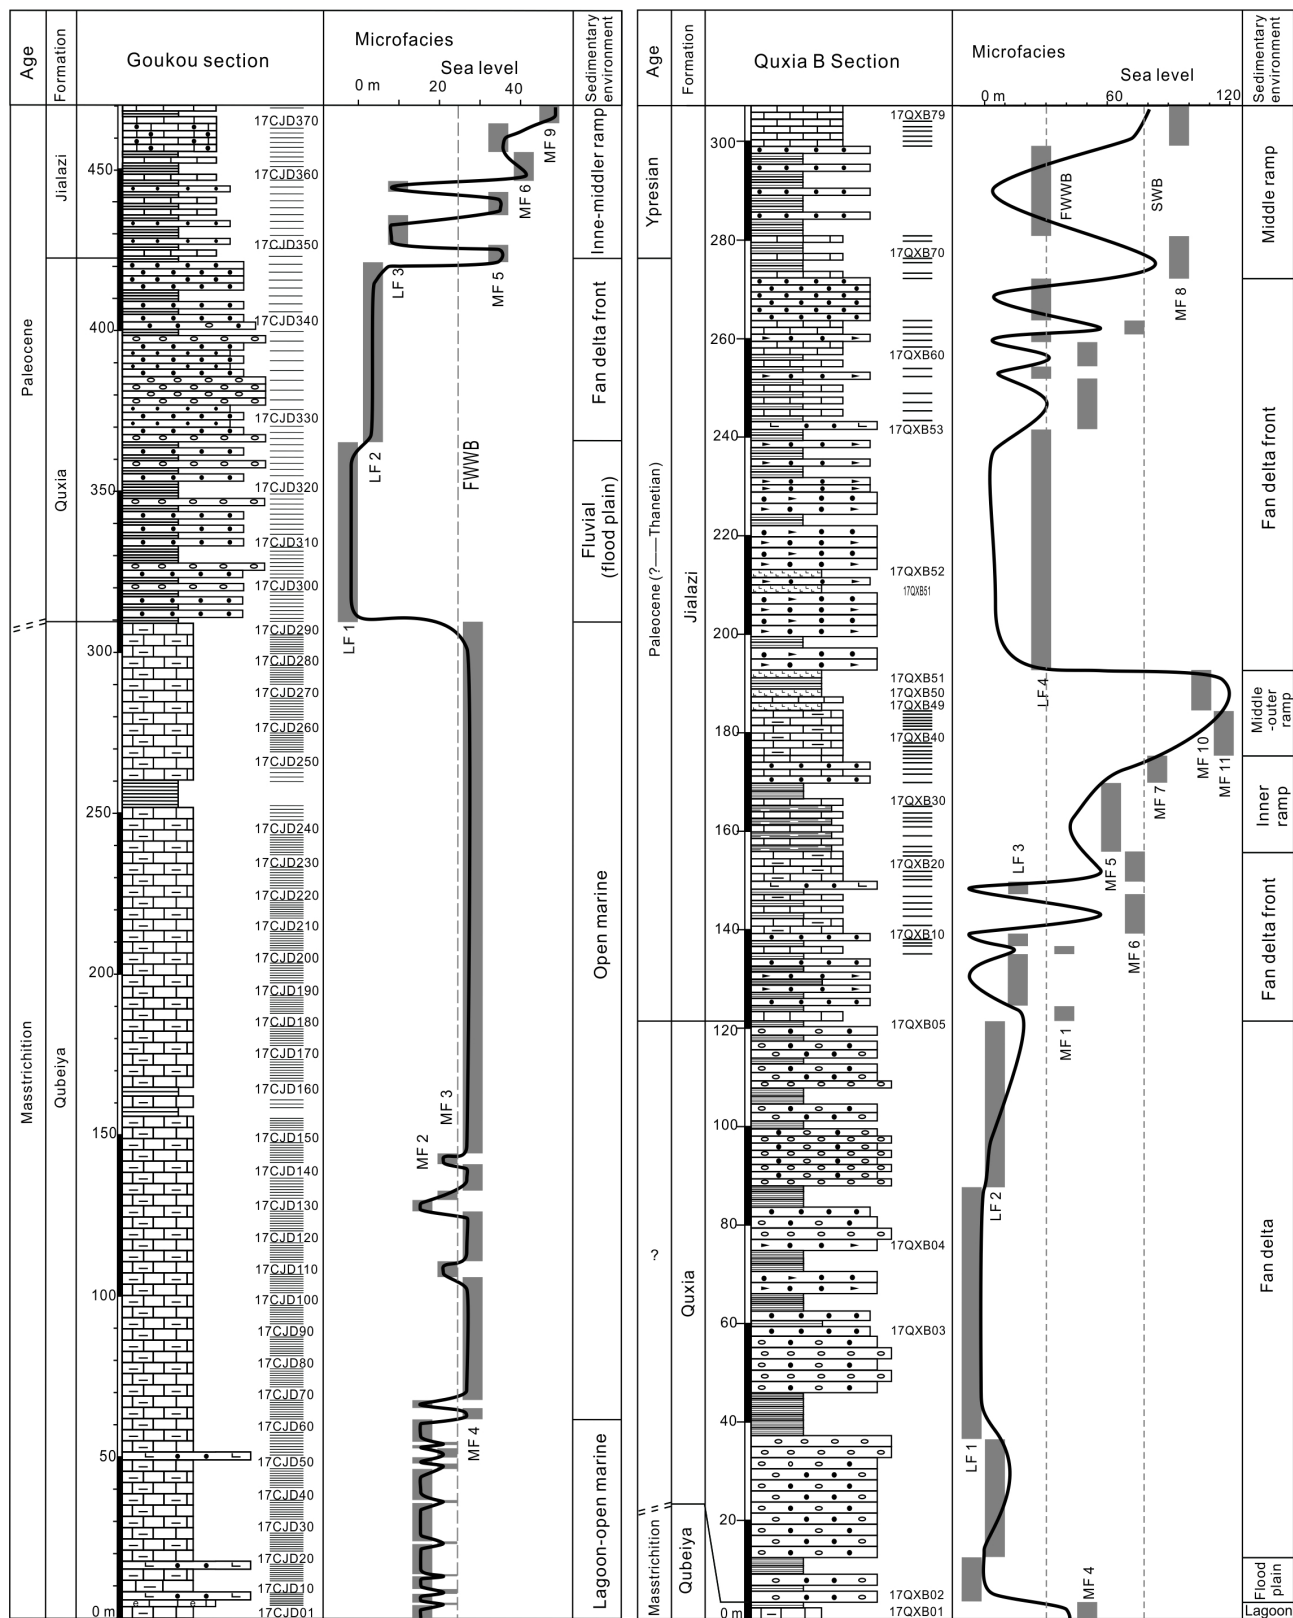 Age
Formation
Goukou section
Microfacies
Sea level
0 m 20 40
Sedimentary
environment
Jialazi
Quxia
Qubeiya
Paleocene
Masstrichition
450
400
350
300
250
200
150
100
50
0 m
17CJD370
17CJD360
17CJD350
17CJD340
17CJD330
17CJD320
17CJD310
17CJD300
17CJD290
17CJD280
17CJD270
17CJD260
17CJD250
17CJD240
17CJD230
17CJD220
17CJD210
17CJD200
17CJD190
17CJD180
17CJD170
17CJD160
17CJD150
17CJD140
17CJD130
17CJD120
17CJD110
17CJD100
17CJD90
17CJD80
17CJD70
17CJD60
17CJD50
17CJD40
17CJD30
17CJD20
17CJD10
17CJD01
e e
MF 9
MF 6
MF 5
LF 3
LF 2
FWWB
LF 1
MF 3
MF 2
MF 4
Inne-middler ramp
Fan delta front
Fluvial
(flood plain)
Open marine
Lagoon-open marine
Age
Formation
Quxia B Section
Microfacies
Sea level
0 m 60 120
Sedimentary
environment
Ypresian
Paleocene (?——Thanetian)
?
Masstrichition
Jialazi
Quxia
Qubeiya
300
280
260
240
220
200
180
160
140
120
100
80
60
40
20
0 m
17QXB79
17QXB70
17QXB60
17QXB53
17QXB52
17QXB51
17QXB51
17QXB50
17QXB49
17QXB40
17QXB30
17QXB20
17QXB10
17QXB05
17QXB04
17QXB03
17QXB02
17QXB01
FWWB
SWB
MF 8
LF 4
MF 10
MF 11
MF 7
LF 3
MF 5
MF 6
MF 1
LF 2
LF 1
MF 4
Middle ramp
Fan delta front
Middle
-outer
ramp
Inner
ramp
Fan delta front
Fan delta
Flood
plain
Lagoon